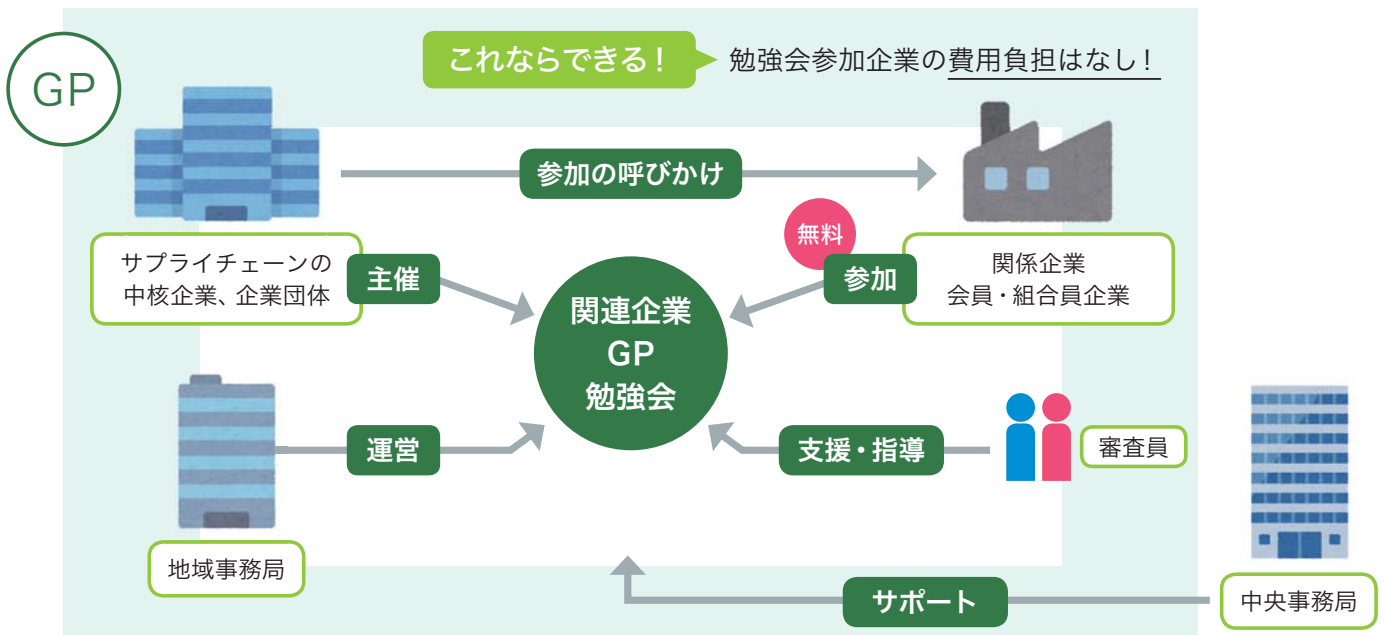 GP
これならできる！
勉強会参加企業の費用負担はなし！
参加の呼びかけ
サプライチェーンの
中核企業、企業団体
主催
無料
参加
関係企業
会員・組合員企業
関連企業
GP
勉強会
運営
支援・指導
審査員
地域事務局
サポート
中央事務局